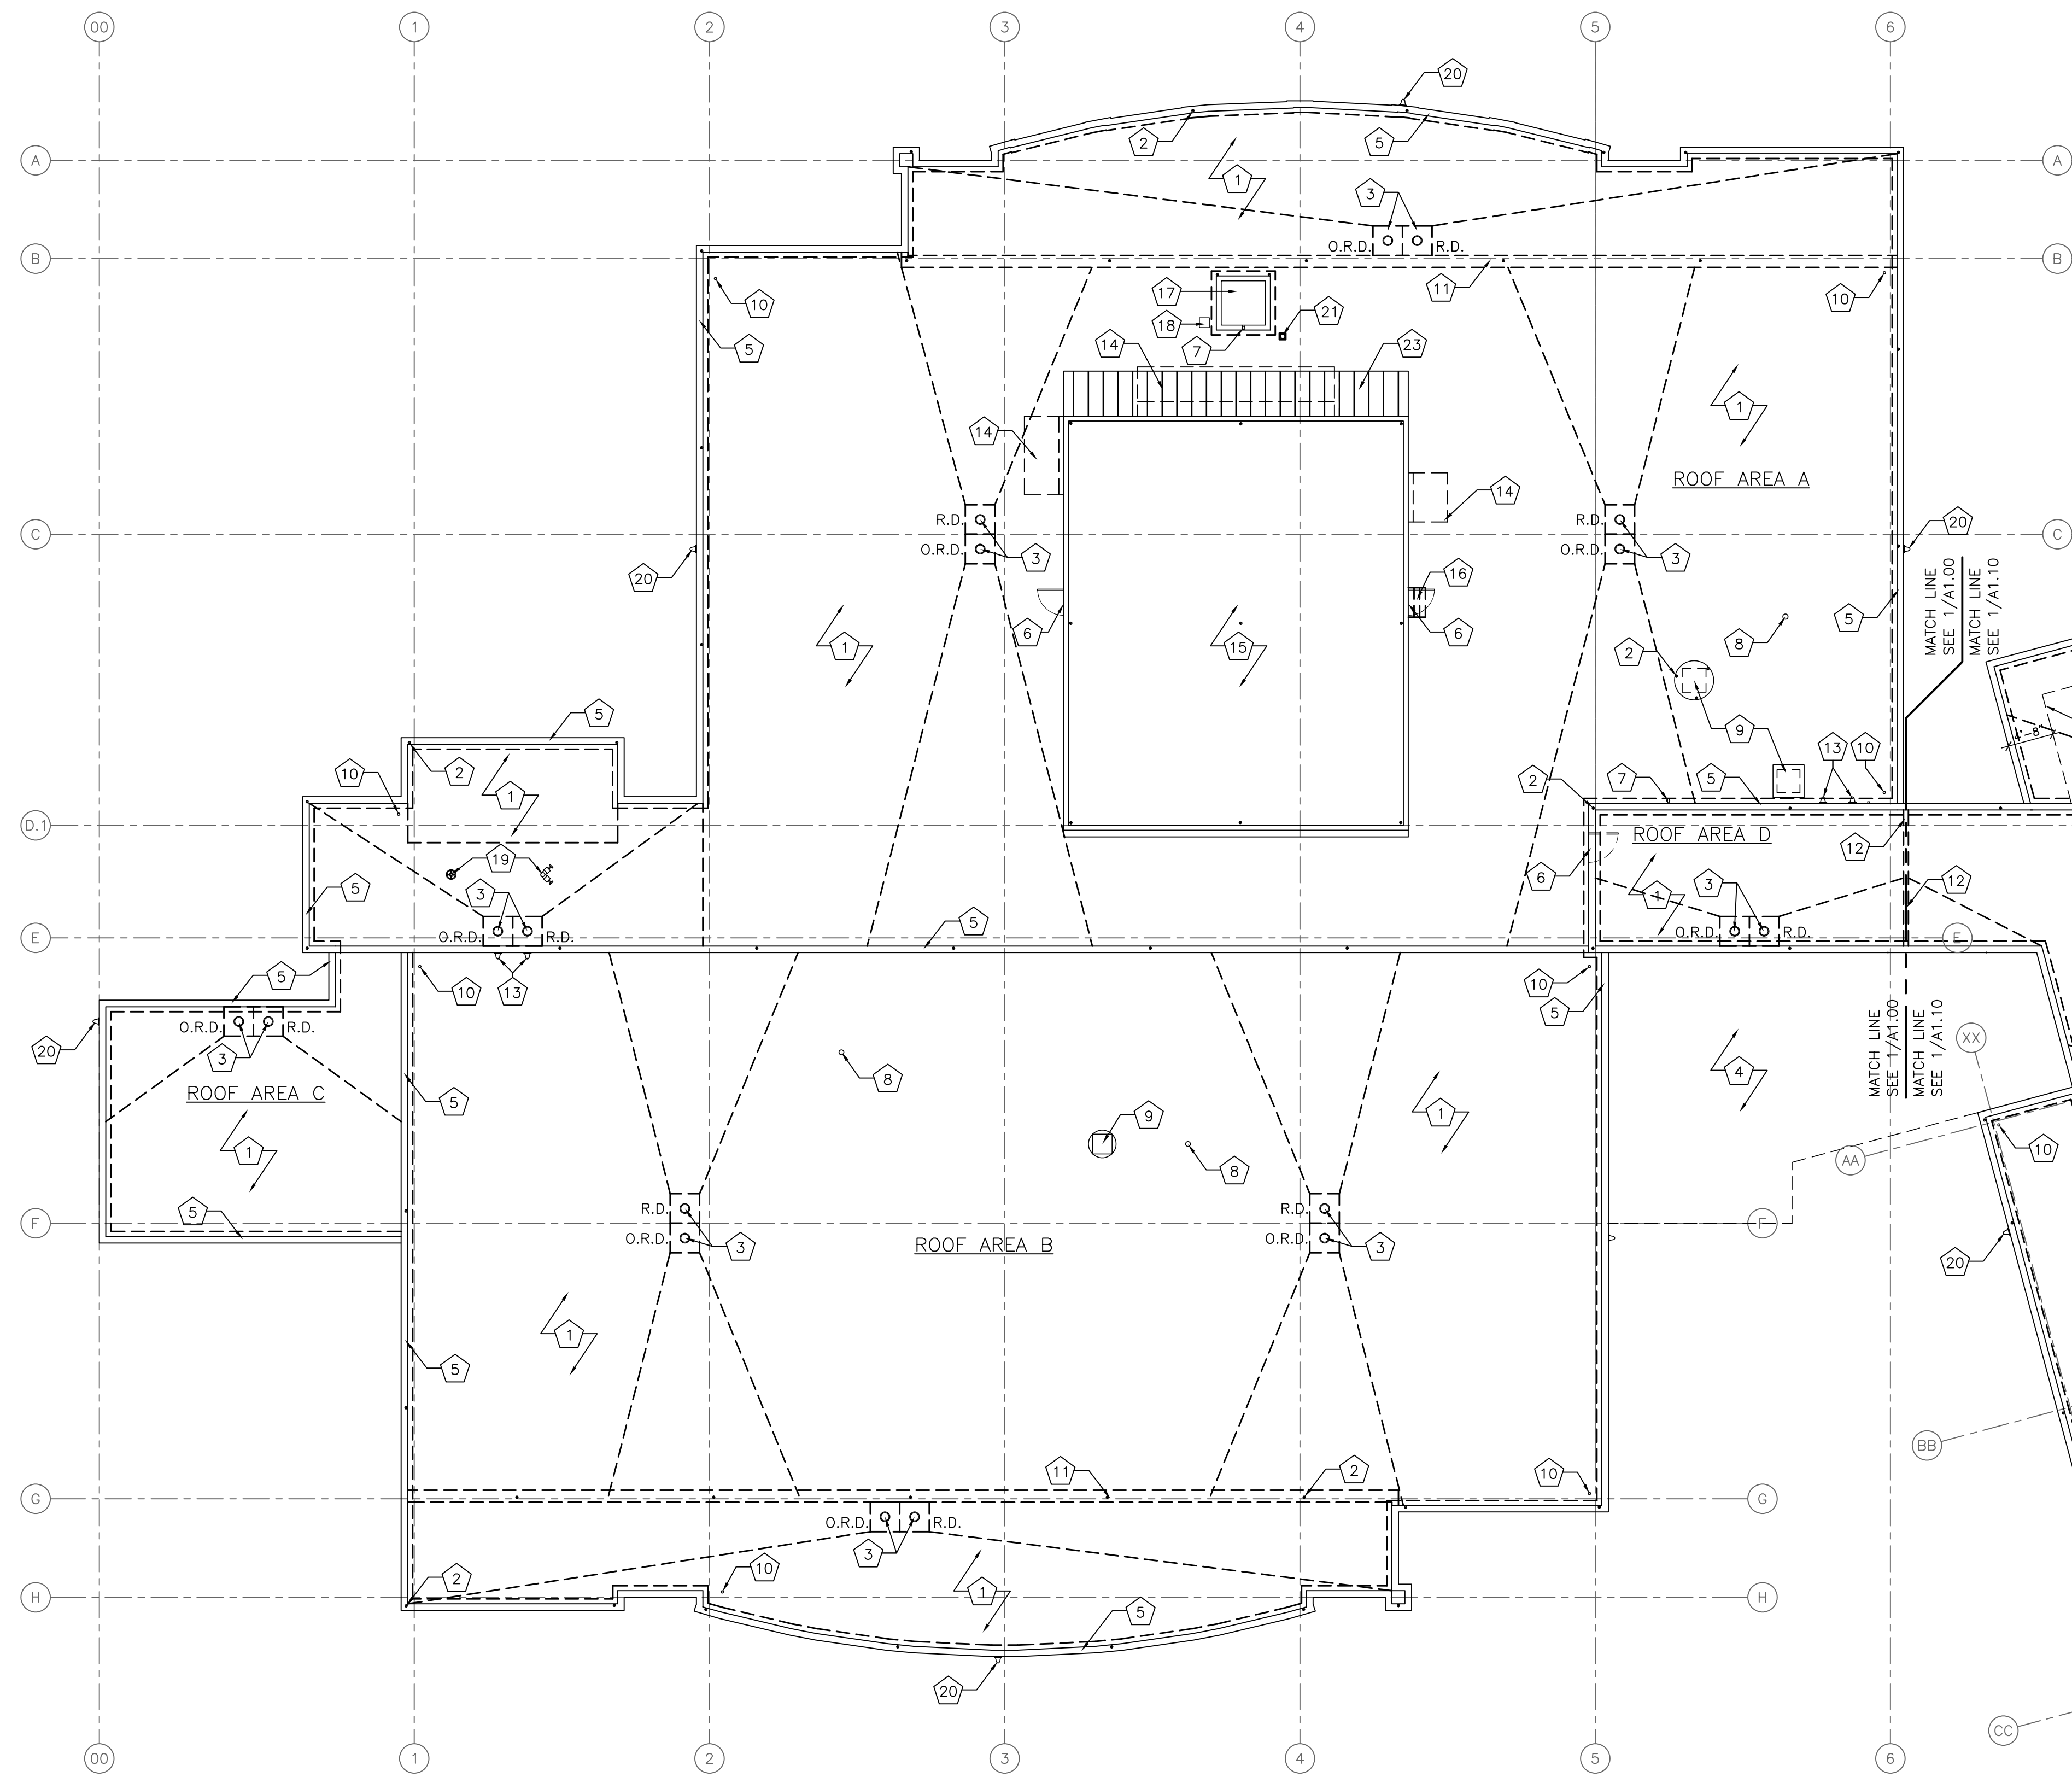 00 1 2 3 4 5 6
20
A 2 5 A
1
3
O.R.D. R.D.
B B
10 17 11 10
18 21
5 7
14 23
1
14
ROOF AREA A
14
R.D. R.D.
C 20 C
O.R.D. O.R.D.
20 3 3
16
MATCH LINE
SEE 1/A1.00
MATCH LINE
SEE 1/A1.10
6 6 5
1 15 8
2
5
9 4'-8"
10 2 1 2 7 5 13 10
D.1 ROOF AREA D
12
19 6
5 3 1 3 12
E O.R.D. R.D. 5 O.R.D. R.D. E
5
10 13 10
5
O.R.D. R.D.
20 3
MATCH LINE
SEE 1/A1.00
MATCH LINE
SEE 1/A1.10
XX
8 4
ROOF AREA C 5
9 1
1 8 AA 10
5 R.D. R.D.
F F
O.R.D. 3 O.R.D. 3
ROOF AREA B
20
1
5
BB
11 2 10
G G
O.R.D. R.D.
3
2 10 1
H H
5
20
CC
00 1 2 3 4 5 6